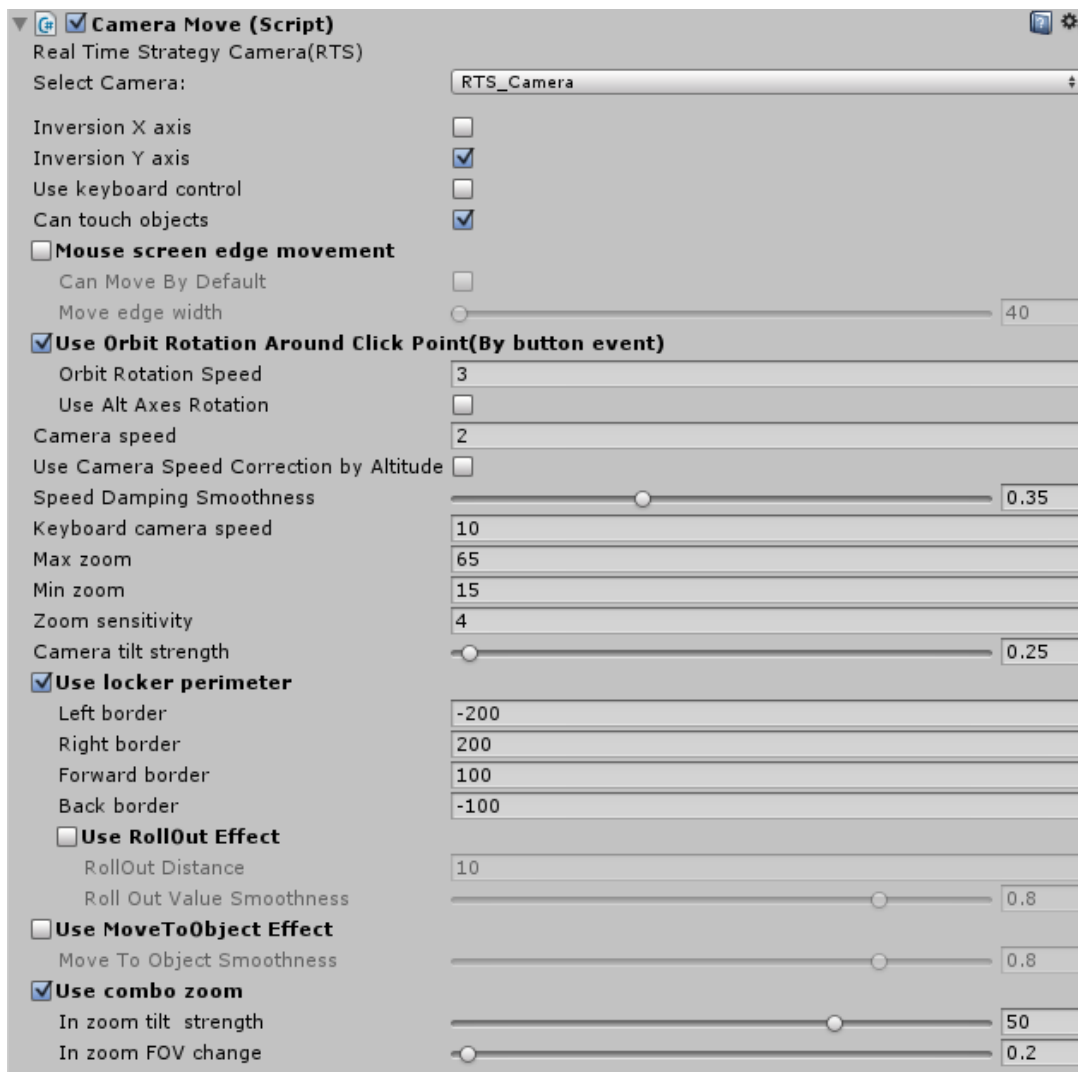 Camera Move (Script)
Real Time Strategy Camera(RTS)
Select Camera: RTS_Camera
Inversion X axis
Inversion Y axis
Use keyboard control
Can touch objects
Mouse screen edge movement
Can Move By Default
Move edge width 40
Use Orbit Rotation Around Click Point(By button event)
Orbit Rotation Speed 3
Use Alt Axes Rotation
Camera speed 2
Use Camera Speed Correction by Altitude
Speed Damping Smoothness 0.35
Keyboard camera speed 10
Max zoom 65
Min zoom 15
Zoom sensitivity 4
Camera tilt strength 0.25
Use locker perimeter
Left border -200
Right border 200
Forward border 100
Back border -100
Use RollOut Effect
RollOut Distance 10
Roll Out Value Smoothness 0.8
Use MoveToObject Effect
Move To Object Smoothness 0.8
Use combo zoom
In zoom tilt  strength 50
In zoom FOV change 0.2